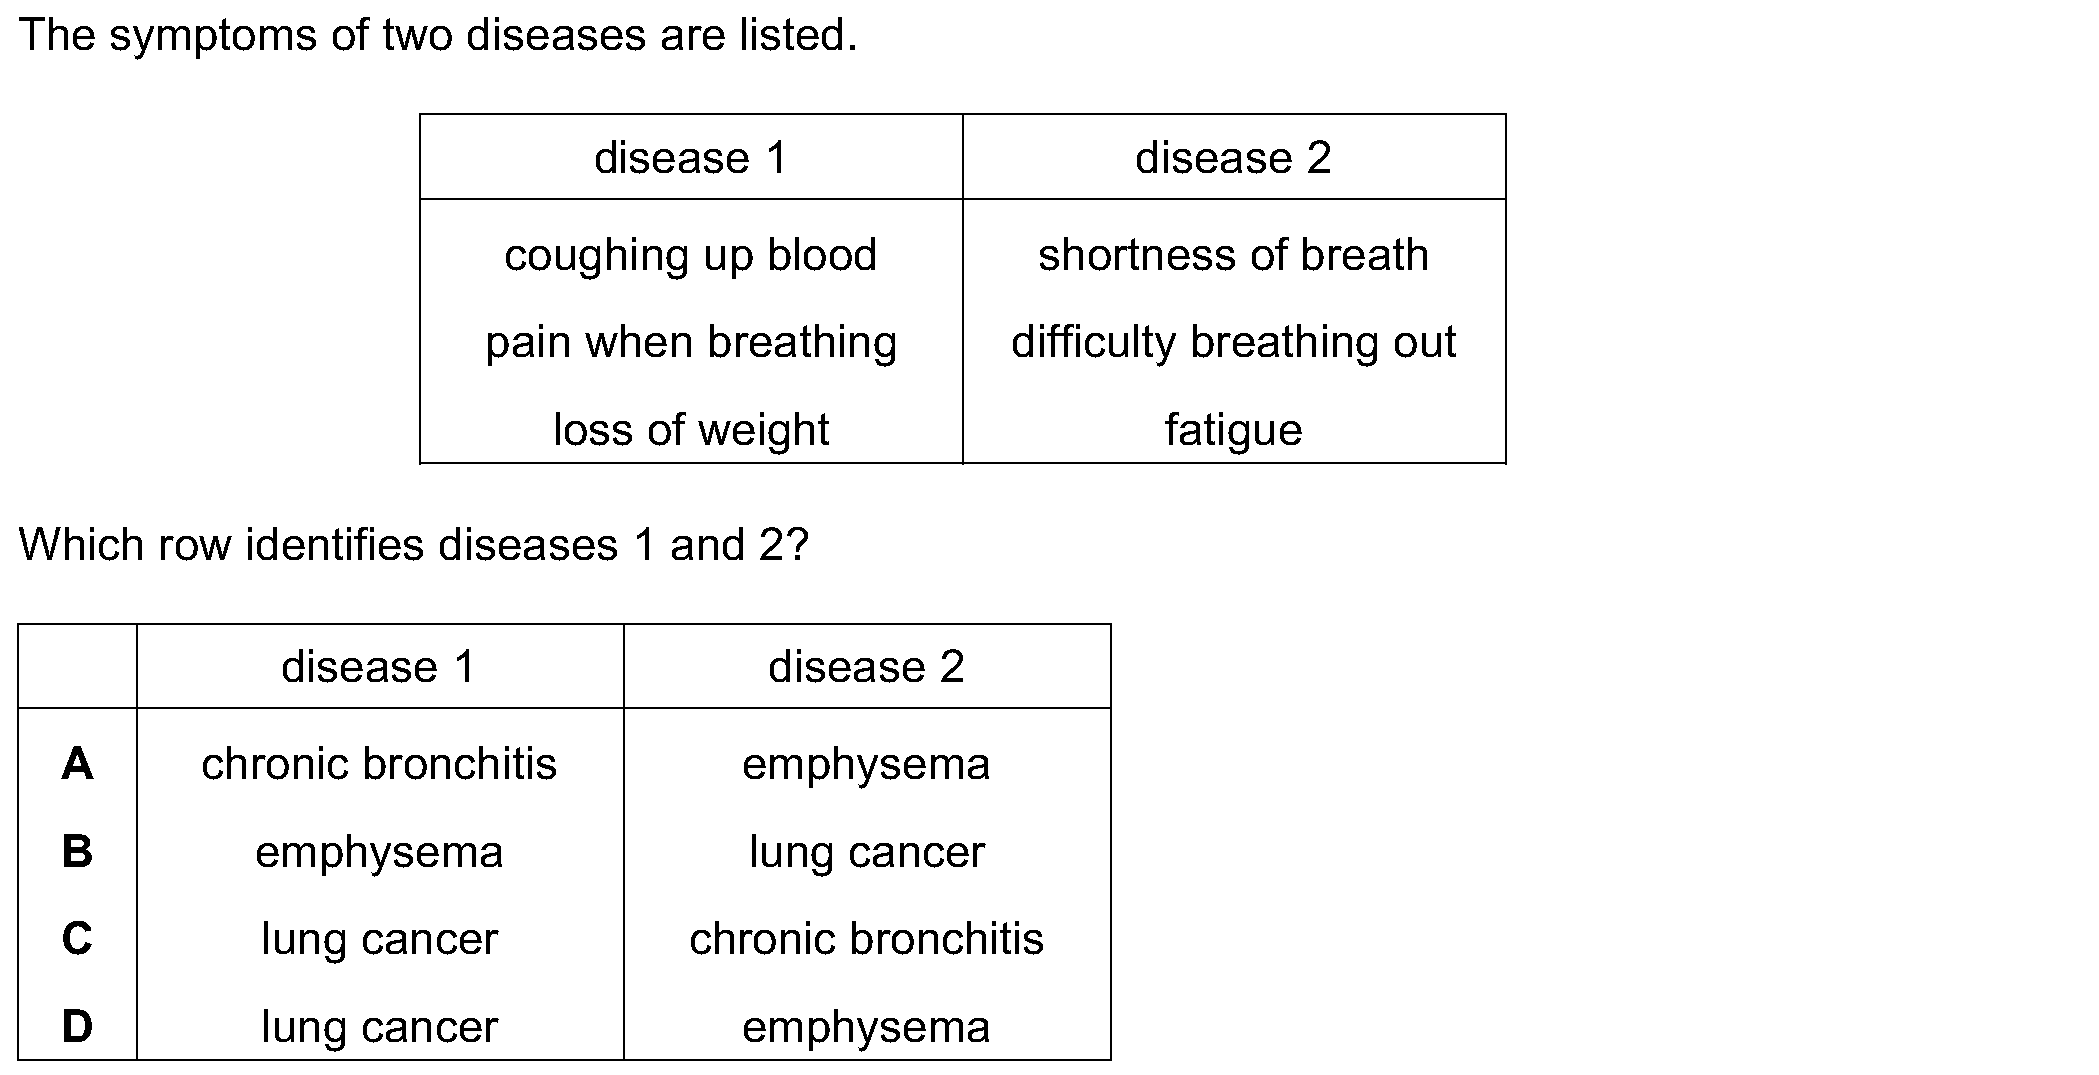 The symptoms of two diseases are listed.
disease 1 disease 2
coughing up blood shortness of breath
pain when breathing difficulty breathing out
loss of weight fatigue
Which row identifies diseases 1 and 2?
disease 1 disease 2
A chronic bronchitis emphysema
B emphysema lung cancer
C lung cancer chronic bronchitis
D lung cancer emphysema